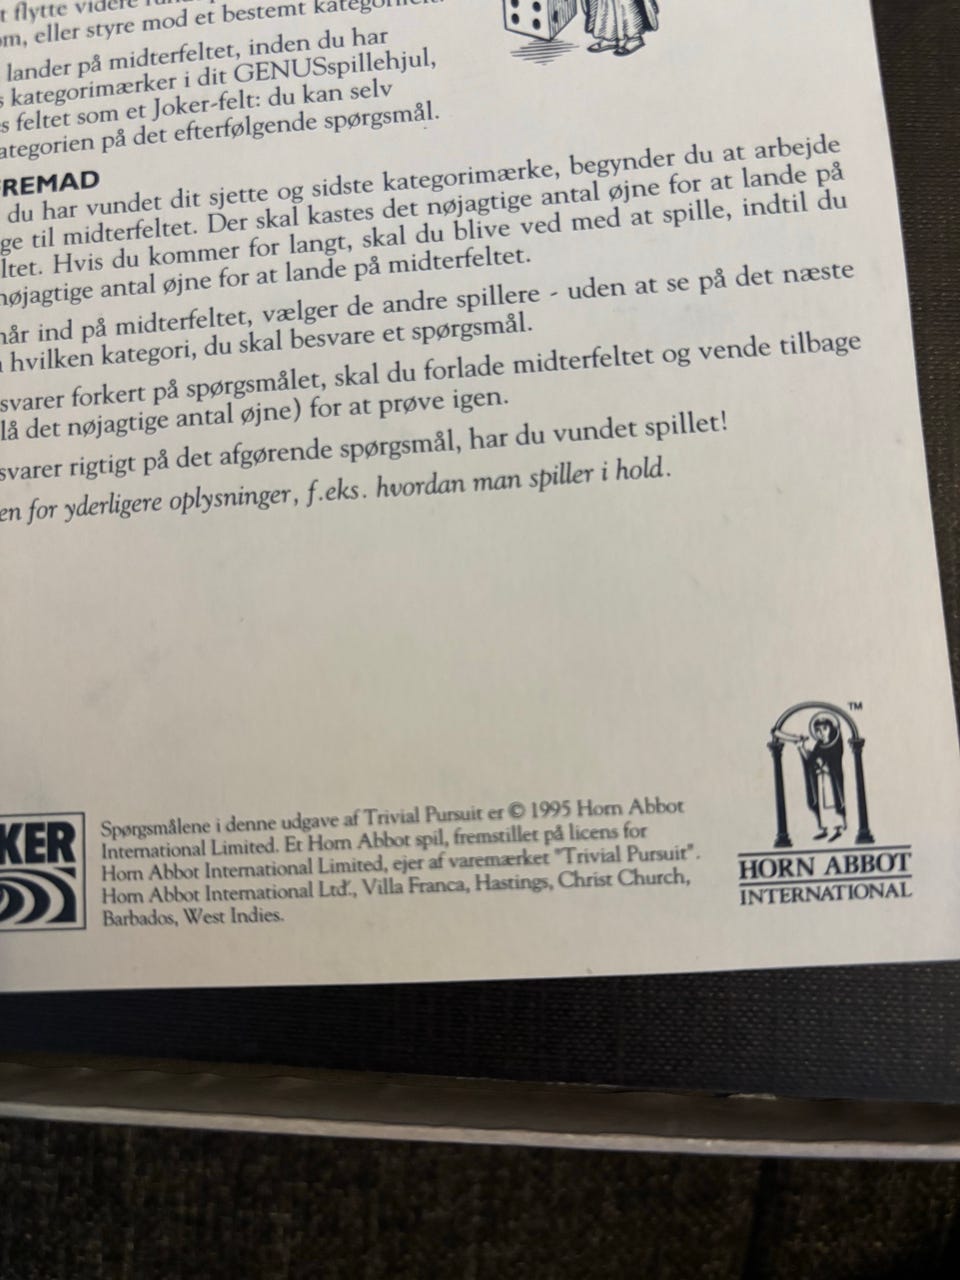 t flytte videre
om, eller styre mod et bestemt
lander på midterfeltet, inden du har
kategorimærker i dit GENUSspillehjul,
s feltet som et Joker-felt: du kan selv
ategorien på det efterfølgende spørgsmål.
REMAD
du har vundet dit sjette og sidste kategorimærke, begynder du at arbejde
ge til midterfeltet. Der skal kastes det nøjagtige antal øjne for at lande på
ltet. Hvis du kommer for langt, skal du blive ved med at spille, indtil du
nøjagtige antal øjne for at lande på midterfeltet.
når ind på midterfeltet, vælger de andre spillere - uden at se på det næste
hvilken kategori, du skal besvare et spørgsmål.
svarer forkert på spørgsmålet, skal du forlade midterfeltet og vende tilbage
lå det nøjagtige antal øjne) for at prøve igen.
svarer rigtigt på det afgørende spørgsmål, har du vundet spillet!
en for yderligere oplysninger, f.eks. hvordan man spiller i hold.
KER
Spørgsmålene i denne udgave af Trivial Pursuit er © 1995 Horn Abbot
International Limited. Et Horn Abbot spil, fremstillet på licens for
Horn Abbot International Limited, ejer af varemærket "Trivial Pursuit".
Horn Abbot International Ltd., Villa Franca, Hastings, Christ Church,
Barbados, West Indies.
TM
HORN ABBOT
INTERNATIONAL